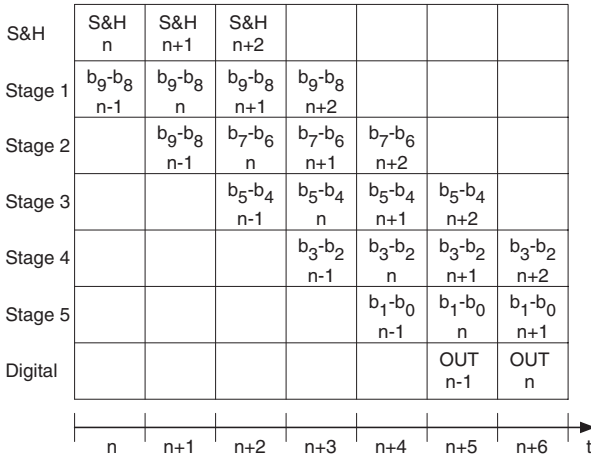 S&H S&H S&H S&H
n n+1 n+2
Stage 1 b9-b8 b9-b8 b9-b8 b9-b8
n-1 n n+1 n+2
Stage 2 b9-b8 b7-b6 b7-b6 b7-b6
n-1 n n+1 n+2
Stage 3 b5-b4 b5-b4 b5-b4 b5-b4
n-1 n n+1 n+2
Stage 4 b3-b2 b3-b2 b3-b2 b3-b2
n-1 n n+1 n+2
Stage 5 b1-b0 b1-b0 b1-b0
n-1 n n+1
Digital OUT OUT
n-1 n
n n+1 n+2 n+3 n+4 n+5 n+6 t